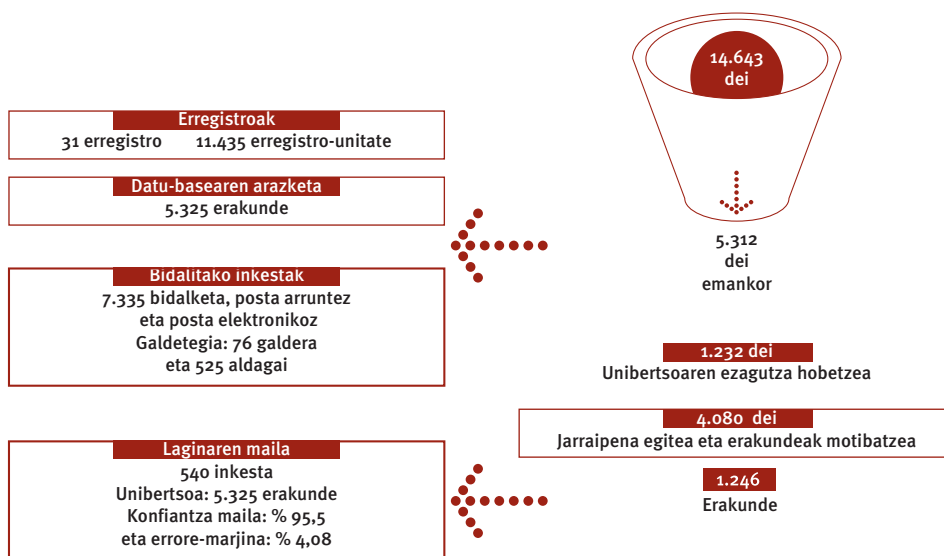 Erregistroak
31 erregistro 11.435 erregistro-unitate
Datu-basearen arazketa
5.325 erakunde
Bidalitako inkestak
7.335 bidalketa, posta arruntez
eta posta elektronikoz
Galdetegia: 76 galdera
eta 525 aldagai
Laginaren maila
540 inkesta
Unibertsoa: 5.325 erakunde
Konfiantza maila: % 95,5
eta errore-marjina: % 4,08
14.643
dei
5.312
dei
emankor
1.232 dei
Unibertsoaren ezagutza hobetzea
4.080 dei
Jarraipena egitea eta erakundeak motibatzea
1.246
Erakunde